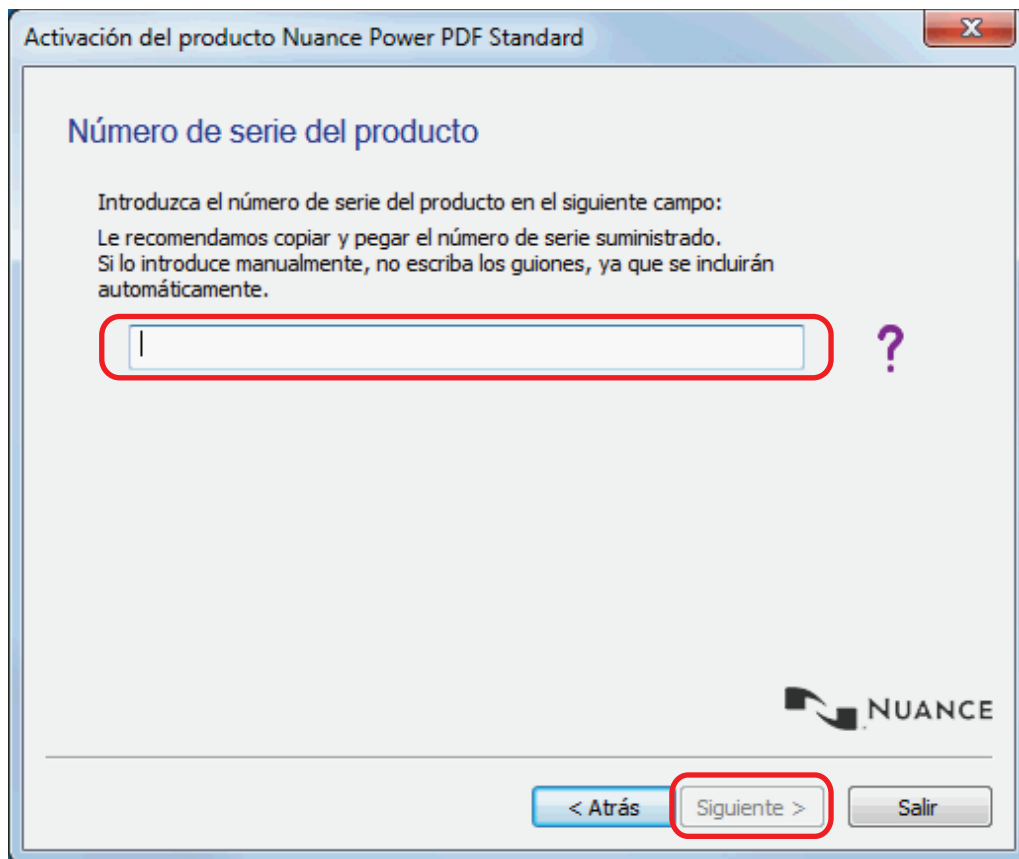 Activación del producto Nuance Power PDF Standard
X
Número de serie del producto
Introduzca el número de serie del producto en el siguiente campo:
Le recomendamos copiar y pegar el número de serie suministrado.
Si lo introduce manualmente, no escriba los guiones, ya que se incluirán
automáticamente.
?
NUANCE
< Atrás
Siguiente >
Salir